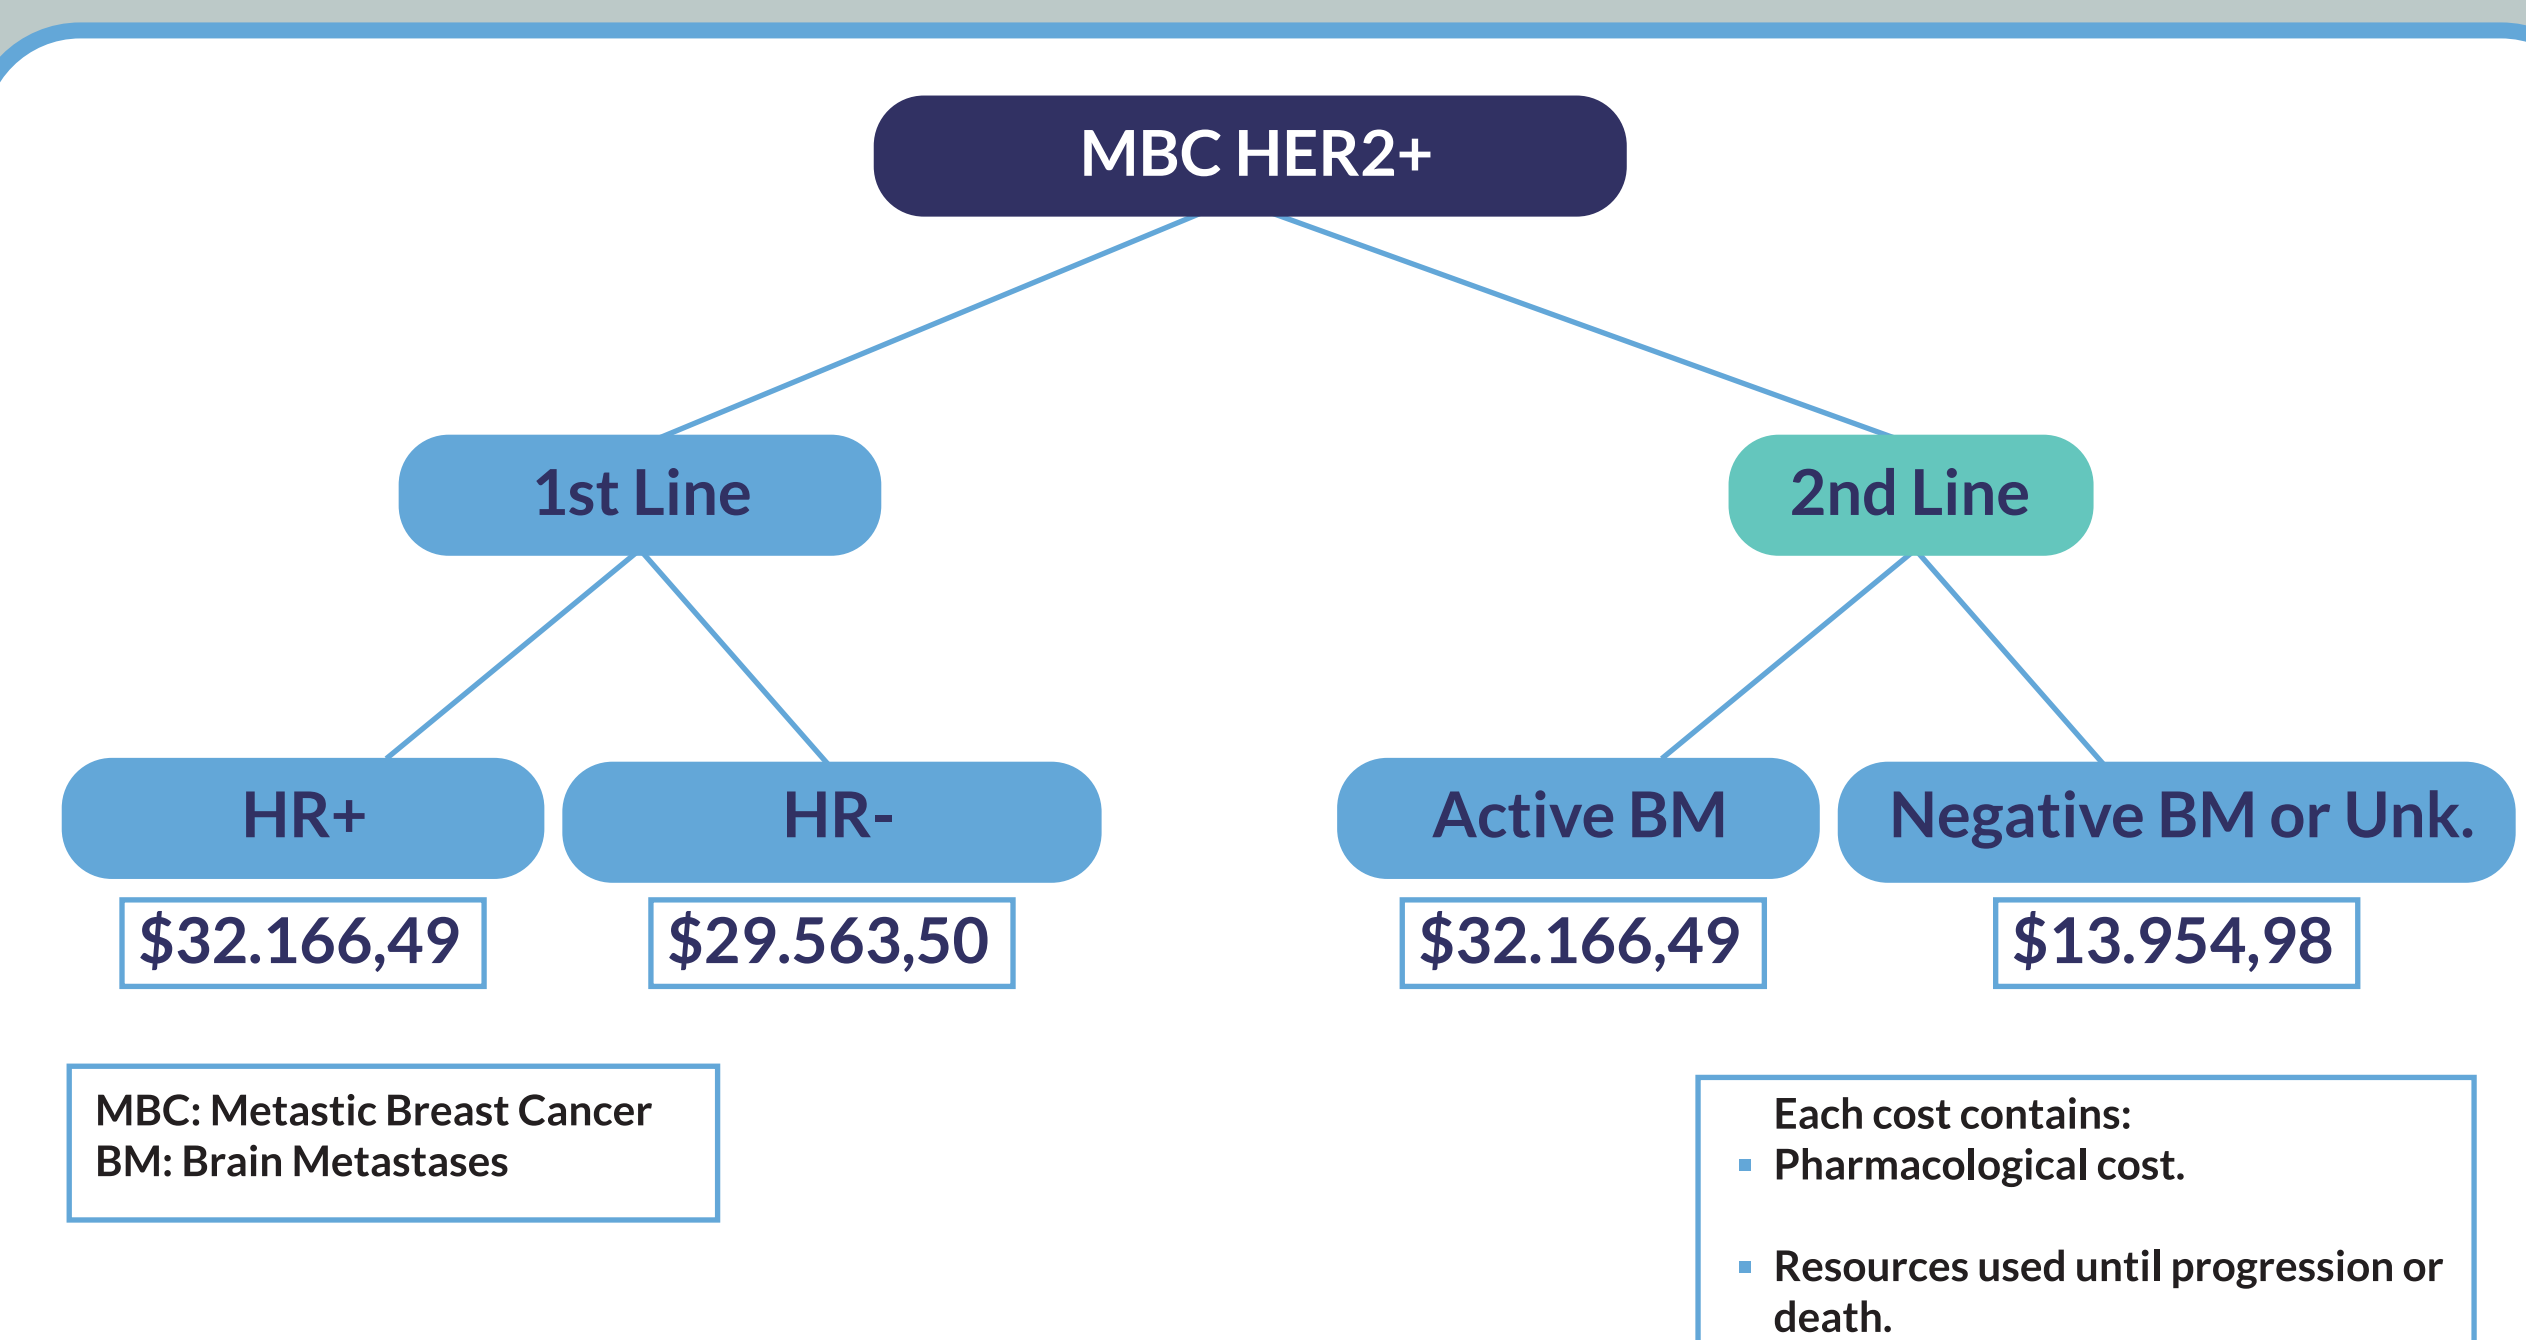 MBC HER2+
1st Line
2nd Line
HR+
HR-
Active BM
Negative BM or Unk.
$32.166,49
$29.563,50
$32.166,49
$13.954,98
MBC: Metastic Breast Cancer
BM: Brain Metastases
Each cost contains:
▪ Pharmacological cost.
▪ Resources used until progression or
death.